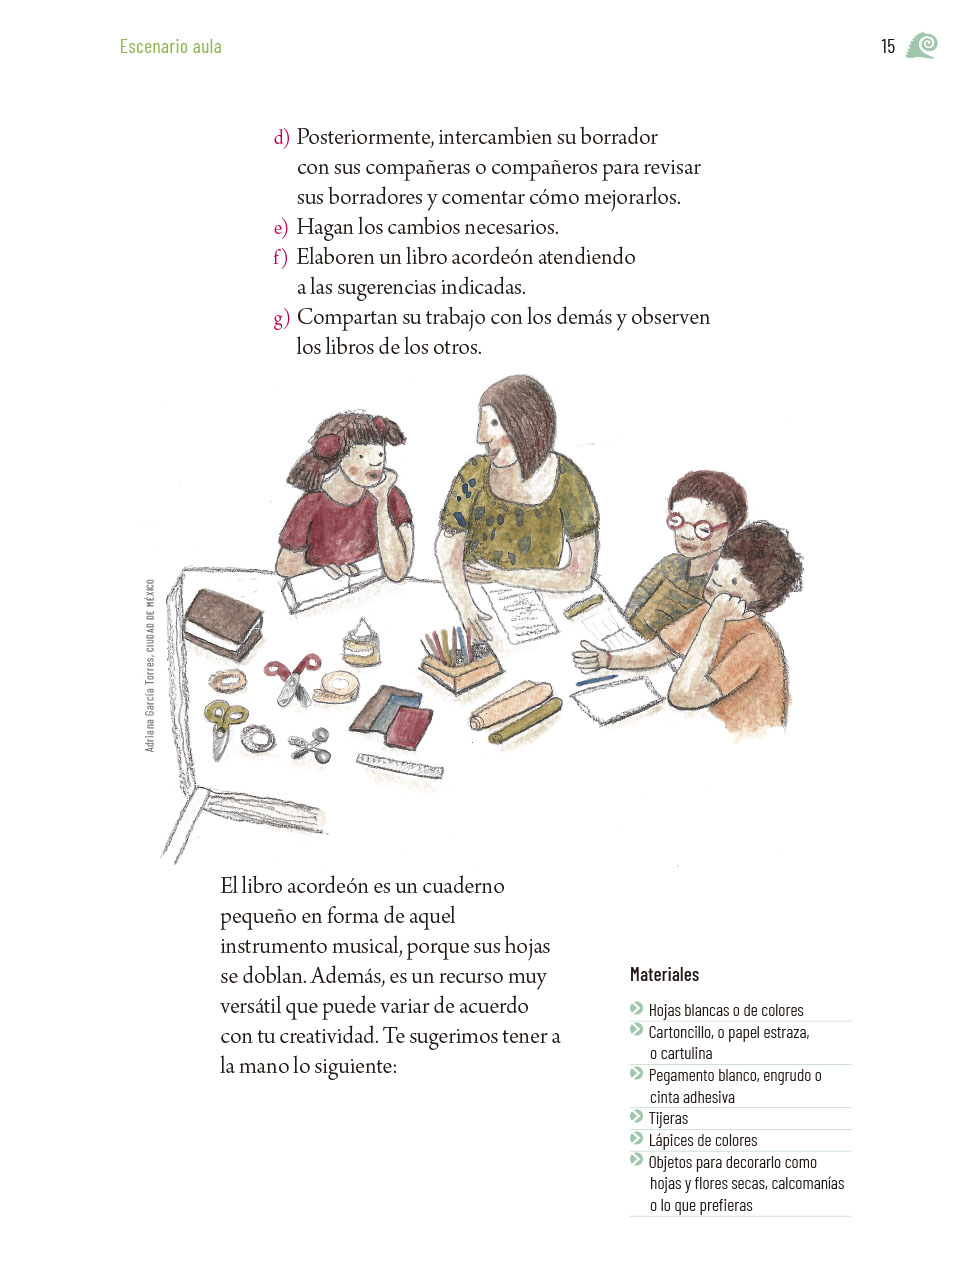 Escenario aula
15
d) Posteriormente, intercambien su borrador
con sus compañeras o compañeros para revisar
sus borradores y comentar cómo mejorarlos.
e) Hagan los cambios necesarios.
f) Elaboren un libro acordeón atendiendo
a las sugerencias indicadas.
g) Compartan su trabajo con los demás y observen
los libros de los otros.
Adriana García Torres, CIUDAD DE MÉXICO
El libro acordeón es un cuaderno
pequeño en forma de aquel
instrumento musical, porque sus hojas
se doblan. Además, es un recurso muy
versátil que puede variar de acuerdo
con tu creatividad. Te sugerimos tener a
la mano lo siguiente:
Materiales
Hojas blancas o de colores
Cartoncillo, o papel estraza,
o cartulina
Pegamento blanco, engrudo o
cinta adhesiva
Tijeras
Lápices de colores
Objetos para decorarlo como
hojas y flores secas, calcomanías
o lo que prefieras